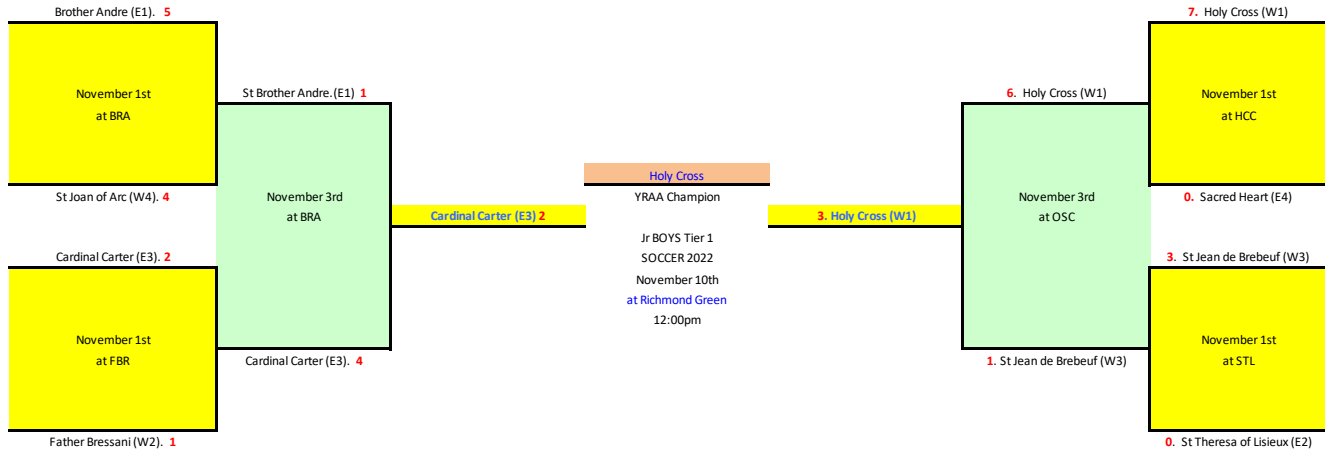 Brother Andre (E1). 5
November 1st
at BRA
St Joan of Arc (W4). 4
Cardinal Carter (E3). 2
November 1st
at FBR
Father Bressani (W2). 1
St Brother Andre.(E1) 1
November 3rd
at BRA
Cardinal Carter (E3). 4
Cardinal Carter (E3) 2
Holy Cross
YRAA Champion
Jr BOYS Tier 1
SOCCER 2022
November 10th
at Richmond Green
12:00pm
3. Holy Cross (W1)
6. Holy Cross (W1)
November 3rd
at OSC
1. St Jean de Brebeuf (W3)
7. Holy Cross (W1)
November 1st
at HCC
0. Sacred Heart (E4)
3. St Jean de Brebeuf (W3)
November 1st
at STL
0. St Theresa of Lisieux (E2)